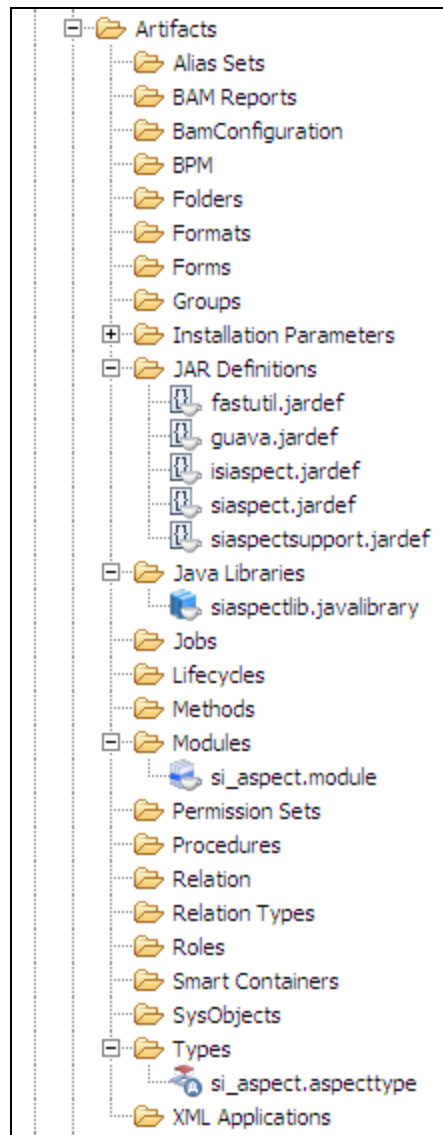 Artifacts
Alias Sets
BAM Reports
BamConfiguration
BPM
Folders
Formats
Forms
Groups
Installation Parameters
JAR Definitions
fastutil.jardef
guava.jardef
isiaspect.jardef
siaspect.jardef
siaspectsupport.jardef
Java Libraries
siaspectlib.javalibrary
Jobs
Lifecycles
Methods
Modules
si_aspect.module
Permission Sets
Procedures
Relation
Relation Types
Roles
Smart Containers
SysObjects
Types
si_aspect.aspecttype
XML Applications